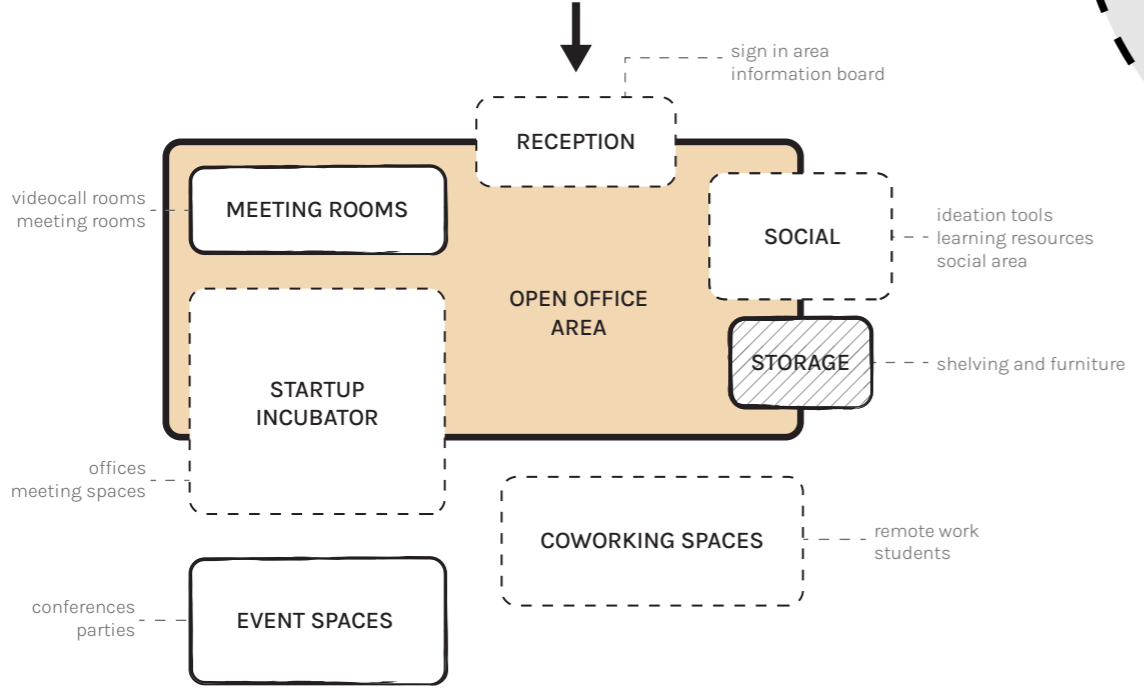 sign in area
information board
RECEPTION
videocall rooms
meeting rooms
MEETING ROOMS
SOCIAL
ideation tools
learning resources
social area
OPEN OFFICE
AREA
STORAGE
shelving and furniture
STARTUP
INCUBATOR
offices
meeting spaces
COWORKING SPACES
remote work
students
conferences
parties
EVENT SPACES